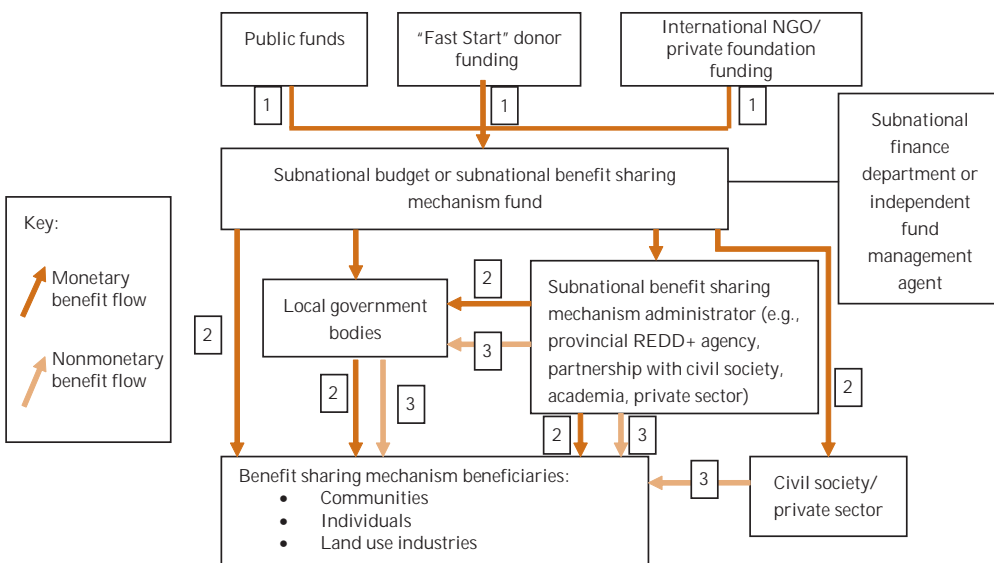 Public funds
“Fast Start” donor
funding
International NGO/
private foundation
funding
1
1
1
Subnational
finance
department or
independent
fund
management
agent
Subnational budget or subnational benefit sharing
mechanism fund
Key:
Monetary
benefit flow
Nonmonetary
benefit flow
2
Local government
bodies
2
3
Subnational benefit sharing
mechanism administrator (e.g.,
provincial REDD+ agency,
partnership with civil society,
academia, private sector)
2
2
3
2
3
Benefit sharing mechanism beneficiaries:
• Communities
• Individuals
• Land use industries
3
Civil society/
private sector